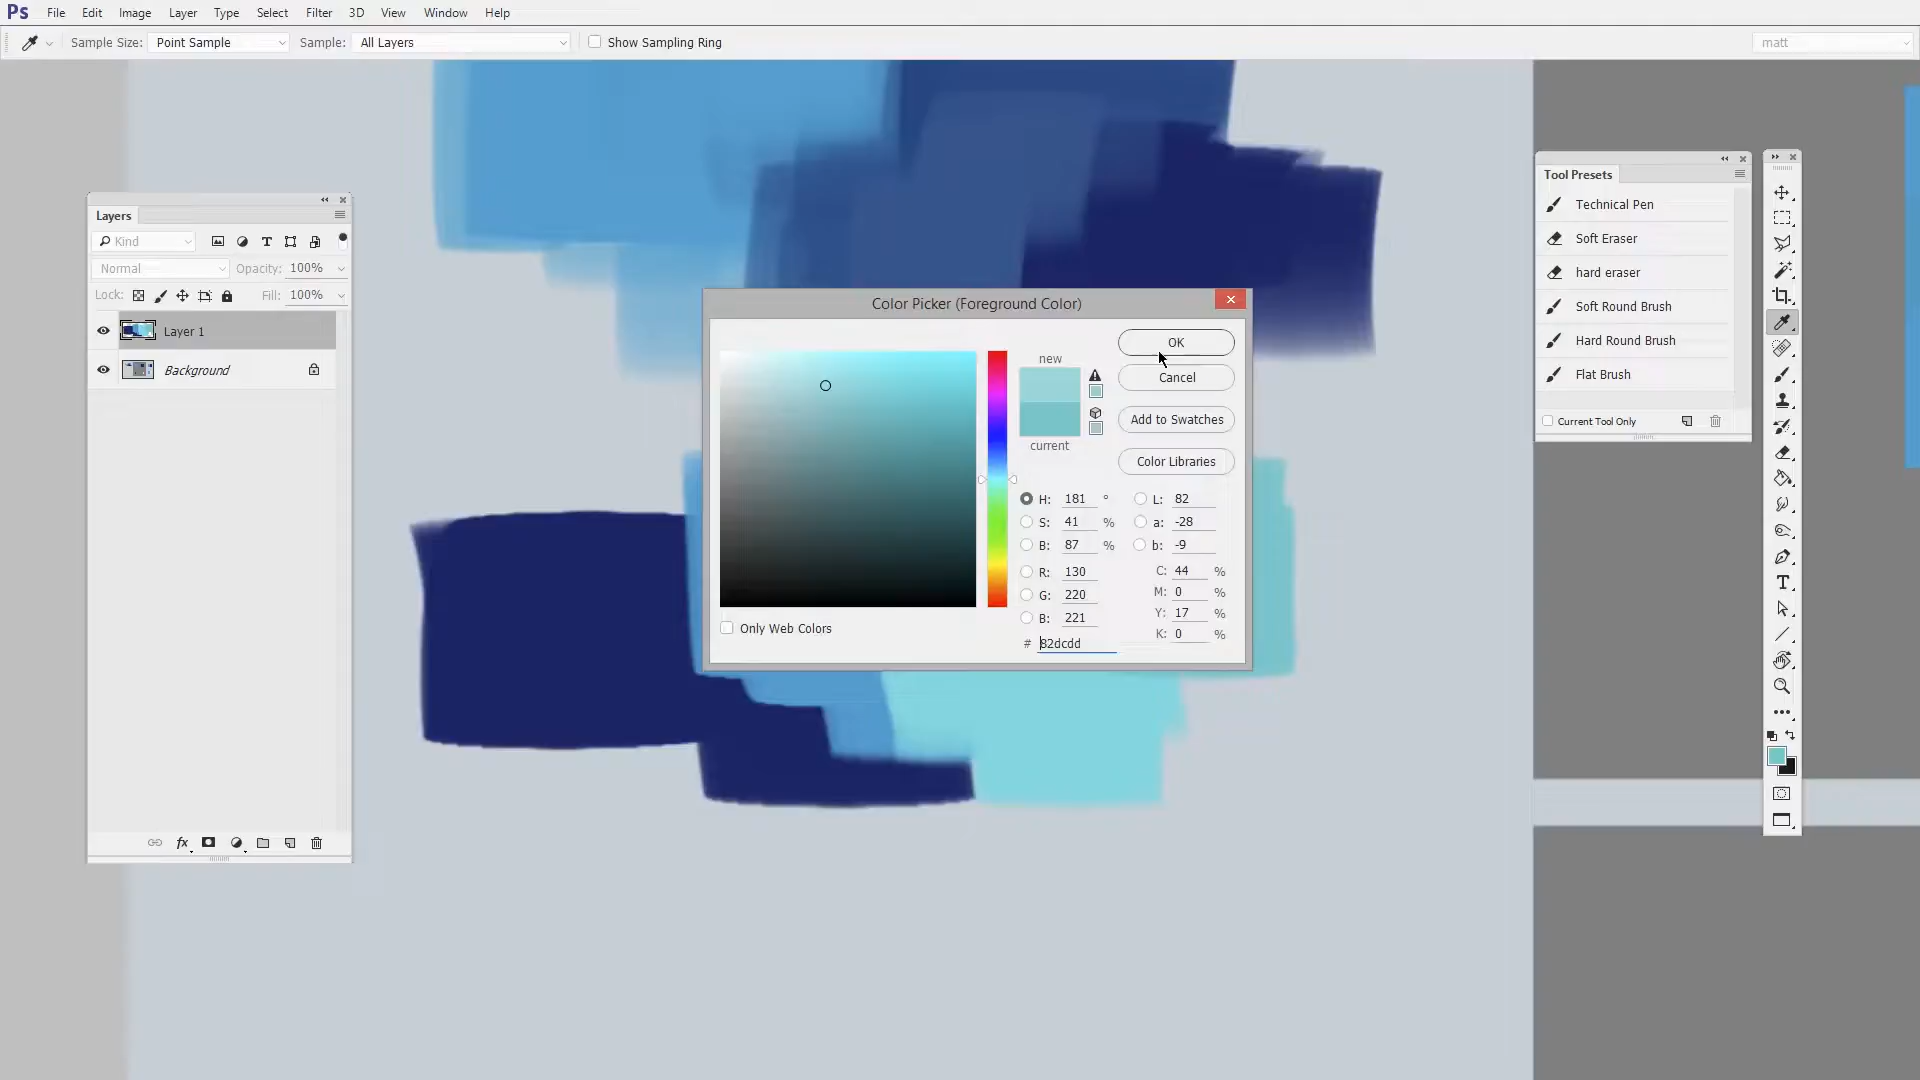 Ps File Edit Image Layer Type Select Filter 3D View Window Help
Sample Size: Point Sample Sample: All Layers Show Sampling Ring matt
Layers
Kind
Normal Opacity: 100%
Lock: Fill: 100%
Layer 1
Background
fx
Color Picker (Foreground Color)
new
current
OK
Cancel
Add to Swatches
Color Libraries
H: 181 ° L: 82
S: 41 % a: -28
B: 87 % b: -9
R: 130 C: 44 %
G: 220 M: 0 %
B: 221 Y: 17 %
K: 0 %
# 82dcdd
Only Web Colors
Tool Presets
Technical Pen
Soft Eraser
hard eraser
Soft Round Brush
Hard Round Brush
Flat Brush
Current Tool Only